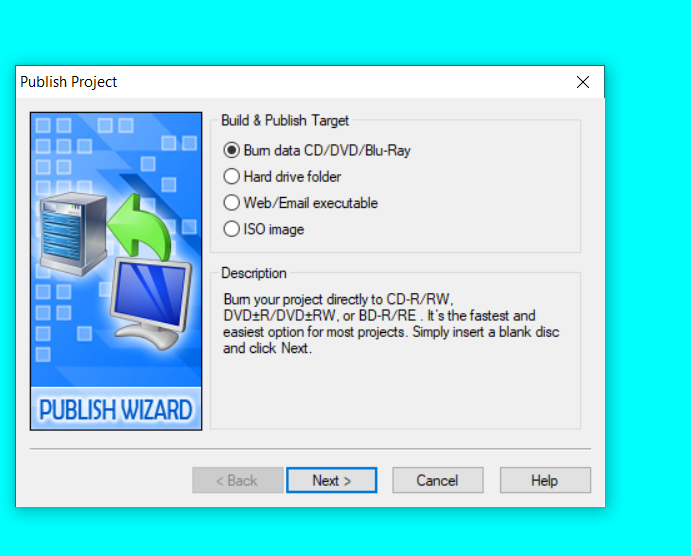 Publish Project
Build & Publish Target
Burn data CD/DVD/Blu-Ray
Hard drive folder
Web/Email executable
ISO image
Description
Burn your project directly to CD-R/RW,
DVD±R/DVD±RW, or BD-R/RE . It's the fastest and
easiest option for most projects. Simply insert a blank disc
and click Next.
PUBLISH WIZARD
< Back
Next >
Cancel
Help